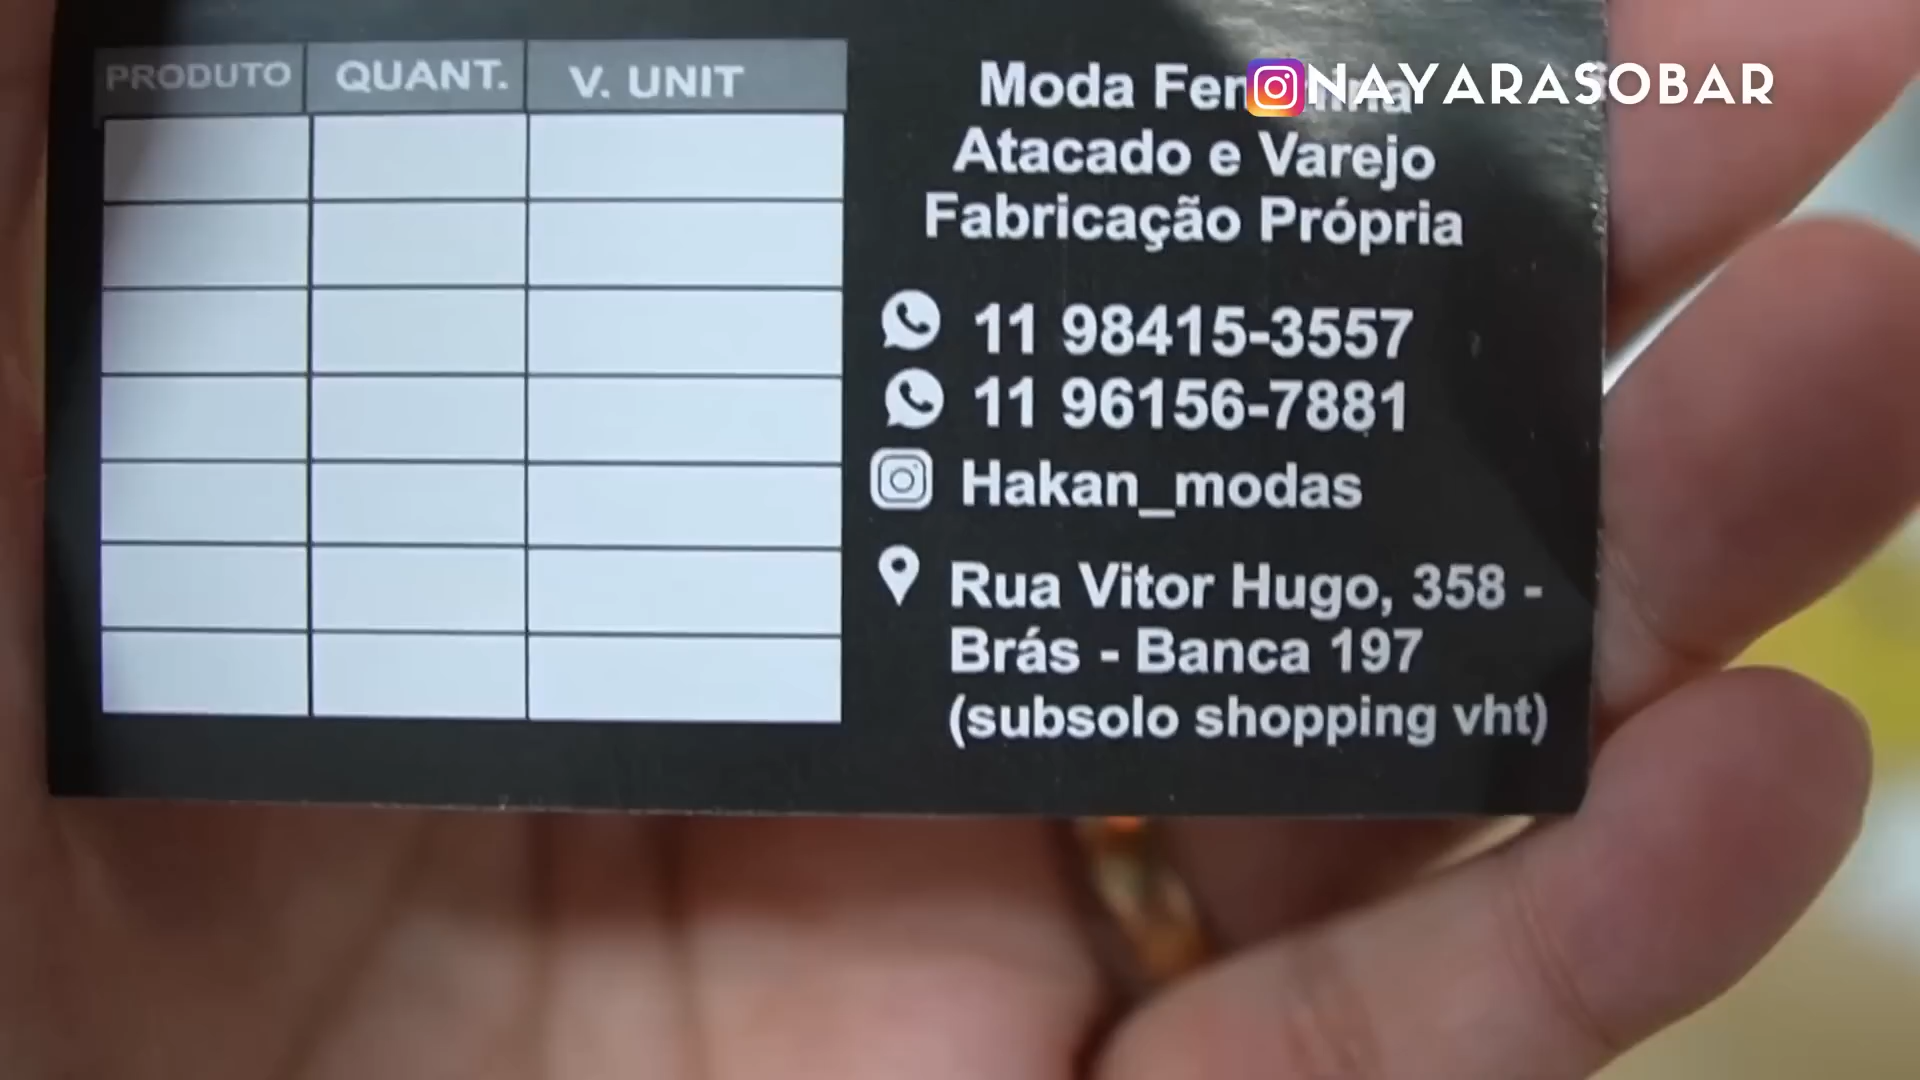 PRODUTO QUANT. V. UNIT
NAYARASOBAR
Moda
Atacado e Varejo
Fabricação Própria
11 98415-3557
11 96156-7881
Hakan_modas
Rua Vitor Hugo, 358 -
Brás - Banca 197
(subsolo shopping vht)